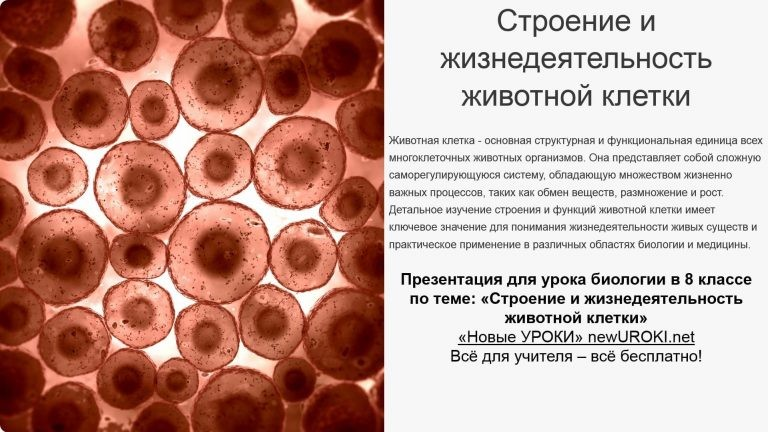 Строение и
жизнедеятельность
животной клетки
Животная клетка - основная структурная и функциональная единица всех
многоклеточных животных организмов. Она представляет собой сложную
саморегулирующуюся систему, обладающую множеством жизненно
важных процессов, таких как обмен веществ, размножение и рост.
Детальное изучение строения и функций животной клетки имеет
ключевое значение для понимания жизнедеятельности живых существ и
практическое применение в различных областях биологии и медицины.
Презентация для урока биологии в 8 классе
по теме: «Строение и жизнедеятельность
животной клетки»
«Новые УРОКИ» newUROKI.net
Всё для учителя – всё бесплатно!